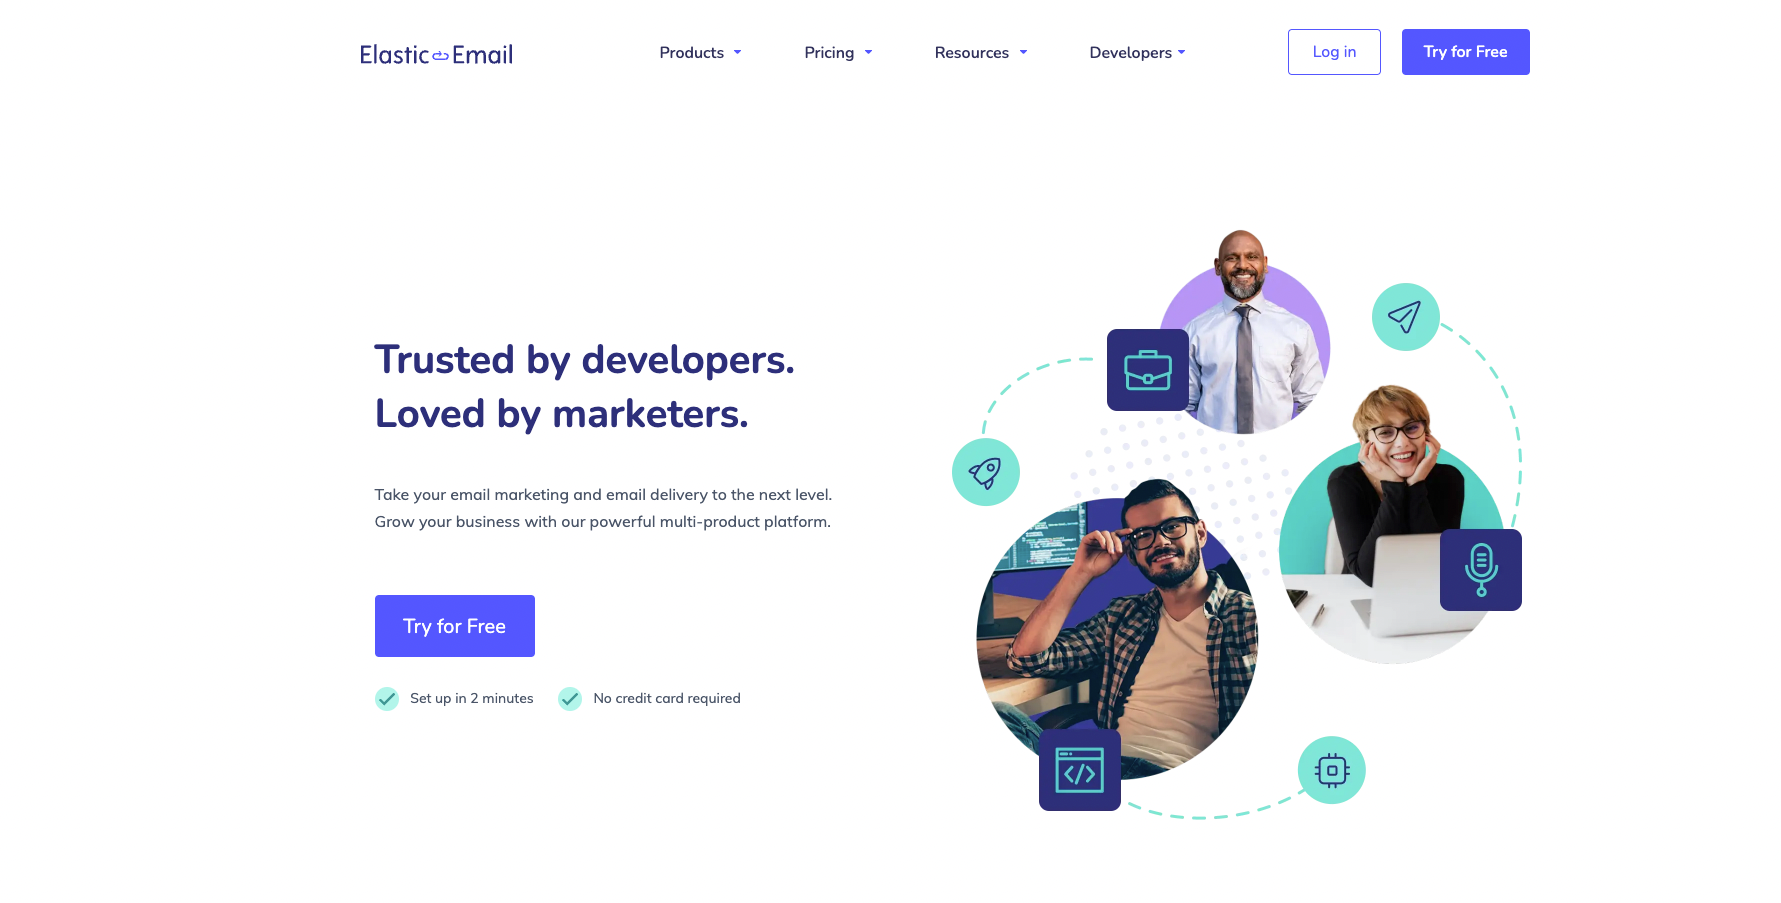 Elastic Email
Products
Pricing
Resources
Developers
Log in
Try for Free
Trusted by developers.
Loved by marketers.
Take your email marketing and email delivery to the next level.
Grow your business with our powerful multi-product platform.
Try for Free
Set up in 2 minutes
No credit card required